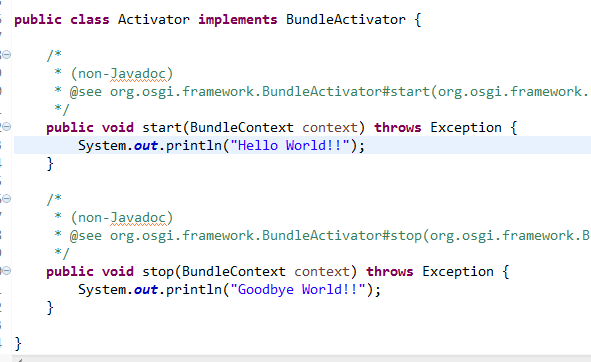 public class Activator implements BundleActivator {
/*
* (non-Javadoc)
* @see org.osgi.framework.BundleActivator#start(org.osgi.framework.
*/
public void start(BundleContext context) throws Exception {
System.out.println("Hello World!!");
}
/*
* (non-Javadoc)
* @see org.osgi.framework.BundleActivator#stop(org.osgi.framework.B
*/
public void stop(BundleContext context) throws Exception {
System.out.println("Goodbye World!!");
}
}